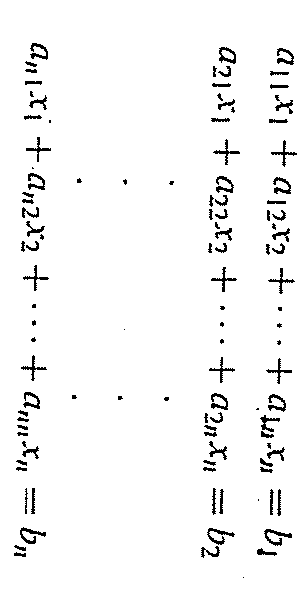 a₁₁x₁ + a₁₂x₂ + ··· + a₁ₙxₙ = b₁
a₂₁x₁ + a₂₂x₂ + ··· + a₂ₙxₙ = b₂
· ·
· ·
· ·
aₙ₁x₁ + aₙ₂x₂ + ··· + aₙₙxₙ = bₙ